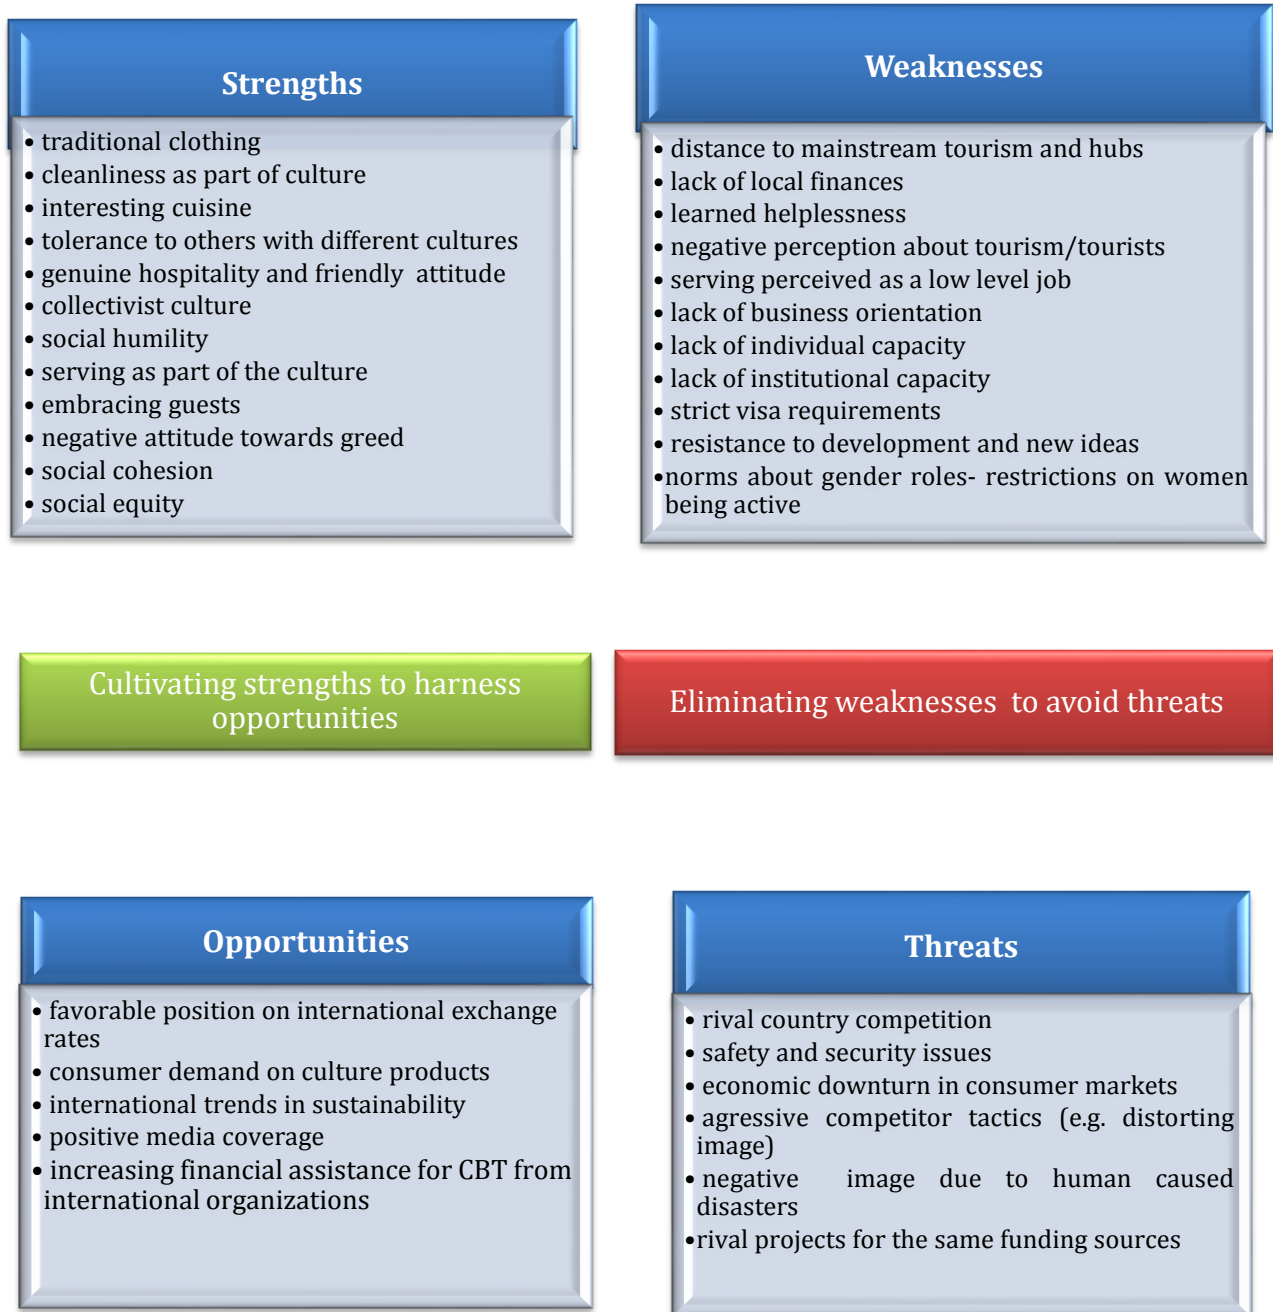 Strengths
• traditional clothing
• cleanliness as part of culture
• interesting cuisine
• tolerance to others with different cultures
• genuine hospitality and friendly attitude
• collectivist culture
• social humility
• serving as part of the culture
• embracing guests
• negative attitude towards greed
• social cohesion
• social equity
Weaknesses
• distance to mainstream tourism and hubs
• lack of local finances
• learned helplessness
• negative perception about tourism/tourists
• serving perceived as a low level job
• lack of business orientation
• lack of individual capacity
• lack of institutional capacity
• strict visa requirements
• resistance to development and new ideas
•norms about gender roles- restrictions on women
being active
Cultivating strengths to harness
opportunities
Eliminating weaknesses to avoid threats
Opportunities
• favorable position on international exchange
rates
• consumer demand on culture products
• international trends in sustainability
• positive media coverage
• increasing financial assistance for CBT from
international organizations
Threats
• rival country competition
• safety and security issues
• economic downturn in consumer markets
• agressive competitor tactics (e.g. distorting
image)
• negative image due to human caused
disasters
•rival projects for the same funding sources